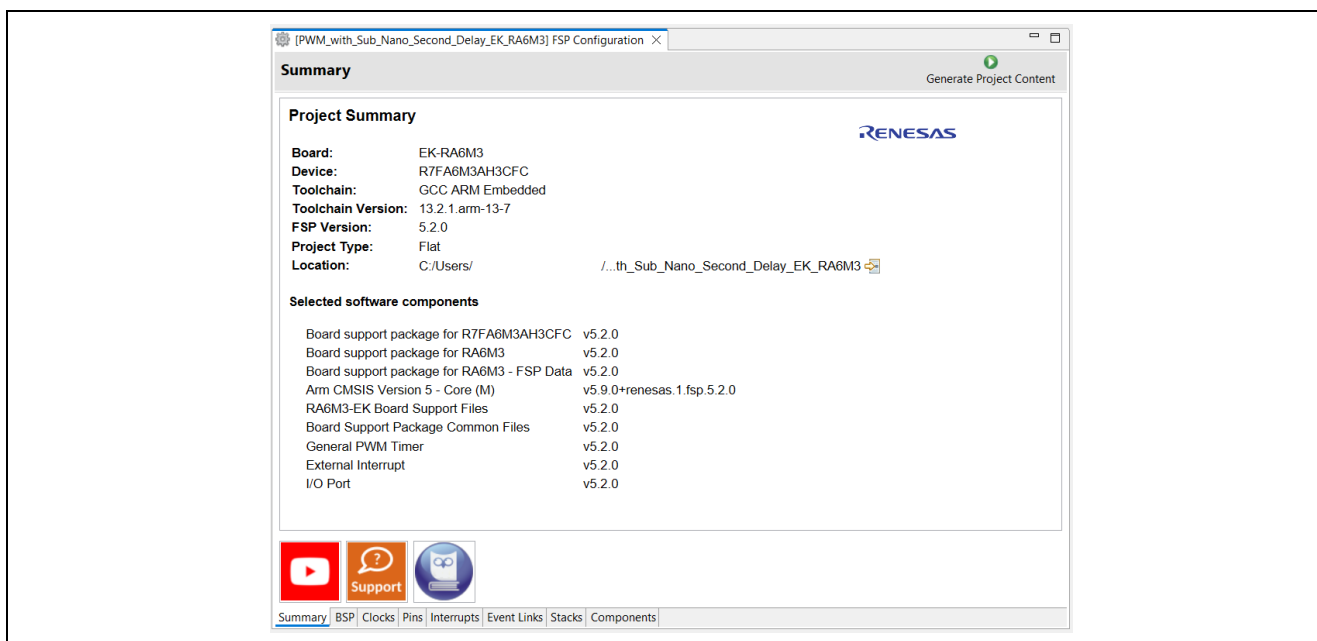 [PWM_with_Sub_Nano_Second_Delay_EK_RA6M3] FSP Configuration
Summary
Generate Project Content
Project Summary
RENESAS
Board: EK-RA6M3
Device: R7FA6M3AH3CFC
Toolchain: GCC ARM Embedded
Toolchain Version: 13.2.1.arm-13-7
FSP Version: 5.2.0
Project Type: Flat
Location: C:/Users/ /...th_Sub_Nano_Second_Delay_EK_RA6M3
Selected software components
Board support package for R7FA6M3AH3CFC v5.2.0
Board support package for RA6M3 v5.2.0
Board support package for RA6M3 - FSP Data v5.2.0
Arm CMSIS Version 5 - Core (M) v5.9.0+renesas.1.fsp.5.2.0
RA6M3-EK Board Support Files v5.2.0
Board Support Package Common Files v5.2.0
General PWM Timer v5.2.0
External Interrupt v5.2.0
I/O Port v5.2.0
Support
Summary BSP Clocks Pins Interrupts Event Links Stacks Components